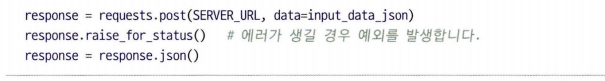 response = requests.post(SERVER_URL, data=input_data_json)
response.raise_for_status()   # 에러가 생길 경우 예외를 발생합니다.
response = response.json()